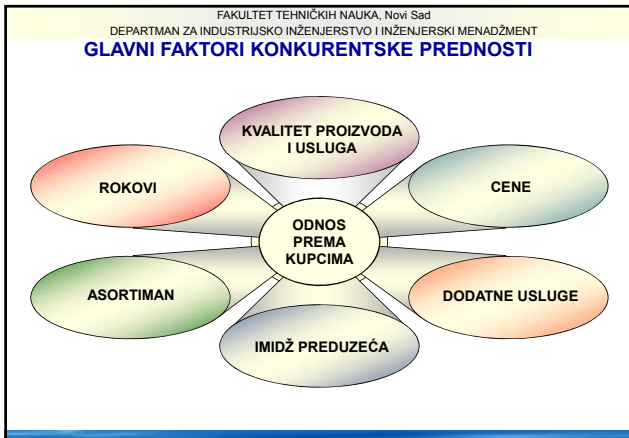 FAKULTET TEHNIČKIH NAUKA, Novi Sad
DEPARTMAN ZA INDUSTRIJSKO INŽENJERSTVO I INŽENJERSKI MENADŽMENT
GLAVNI FAKTORI KONKURENTSKE PREDNOSTI
KVALITET PROIZVODA
I USLUGA
ROKOVI
CENE
ODNOS
PREMA
KUPCIMA
ASORTIMAN
DODATNE USLUGE
IMIDŽ PREDUZEĆA